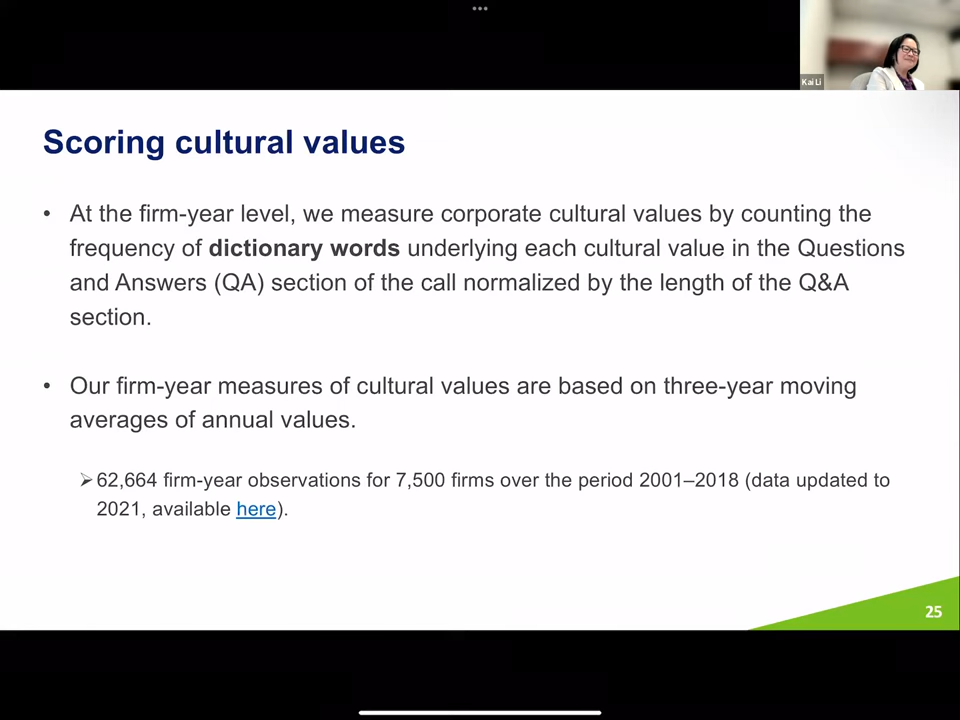 Kai Li
Scoring cultural values
• At the firm-year level, we measure corporate cultural values by counting the
frequency of dictionary words underlying each cultural value in the Questions
and Answers (QA) section of the call normalized by the length of the Q&A
section.
• Our firm-year measures of cultural values are based on three-year moving
averages of annual values.
➢ 62,664 firm-year observations for 7,500 firms over the period 2001–2018 (data updated to
2021, available here).
25